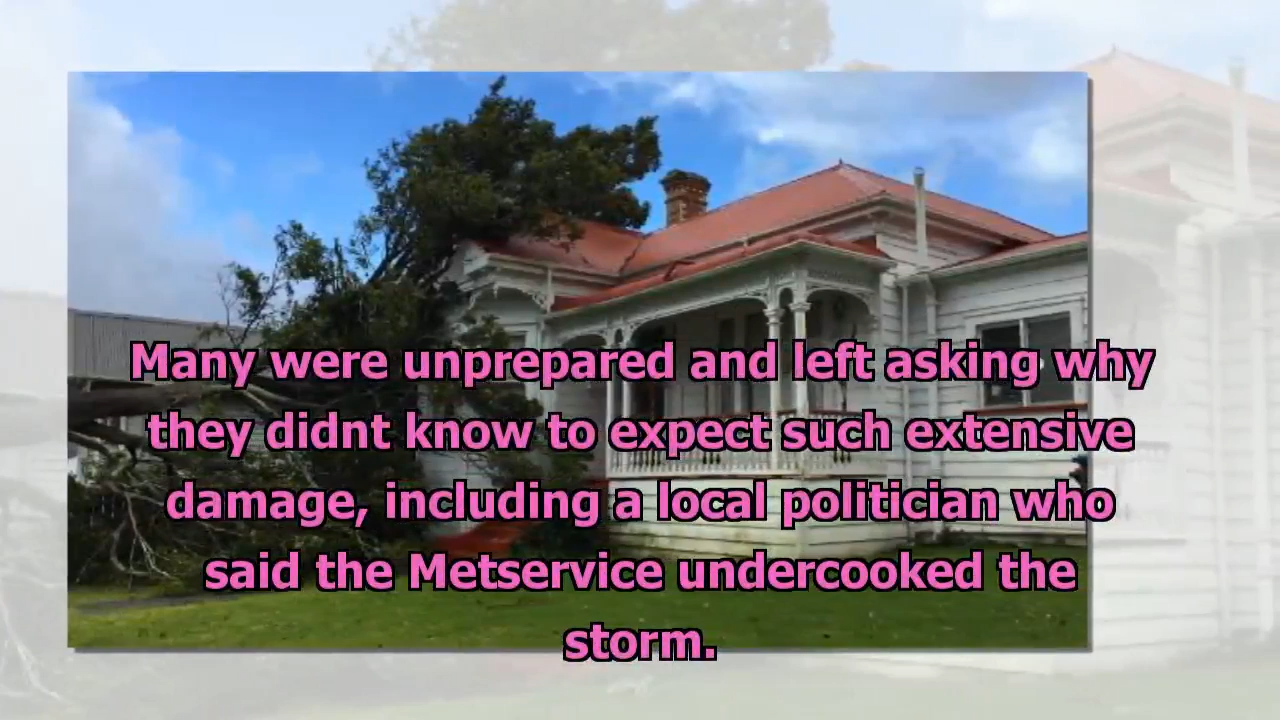 Many were unprepared and left asking why
they didnt know to expect such extensive
damage, including a local politician who
said the Metservice undercooked the
storm.